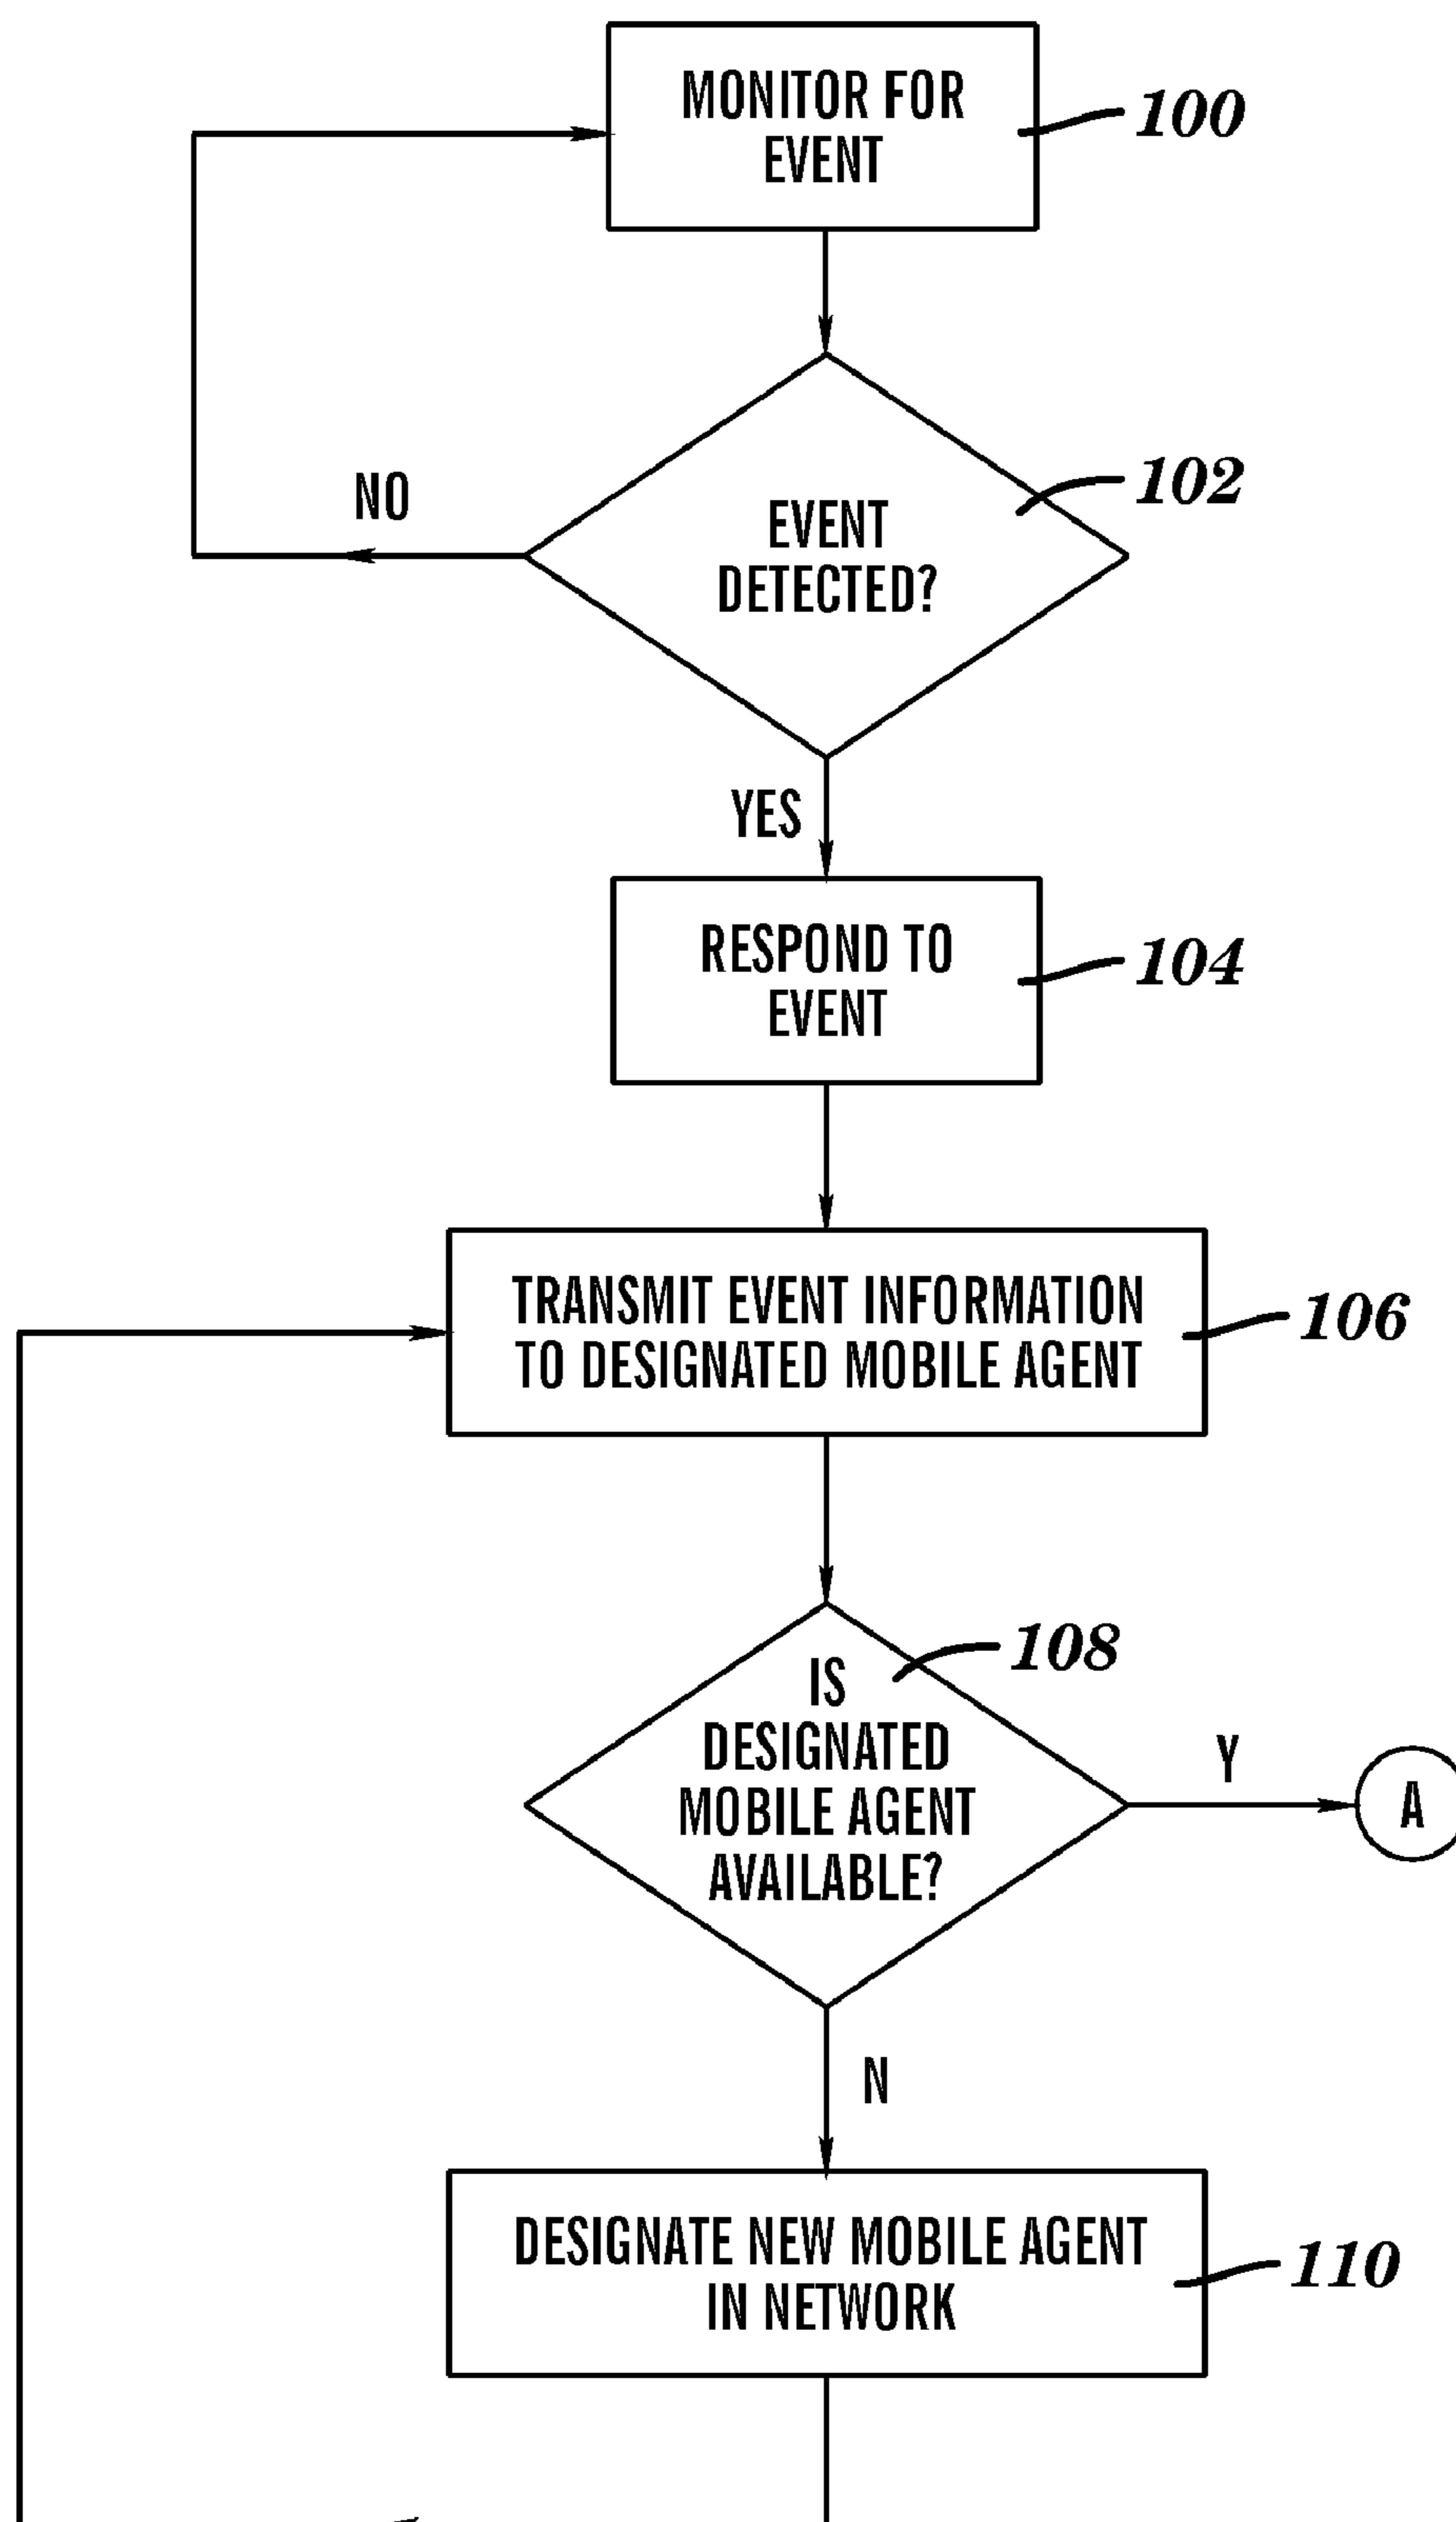 MONITOR FOR
EVENT
100
102
NO
EVENT
DETECTED?
YES
RESPOND TO
EVENT
104
TRANSMIT EVENT INFORMATION
TO DESIGNATED MOBILE AGENT
106
108
IS
DESIGNATED
MOBILE AGENT
AVAILABLE?
Y
A
N
DESIGNATE NEW MOBILE AGENT
IN NETWORK
110